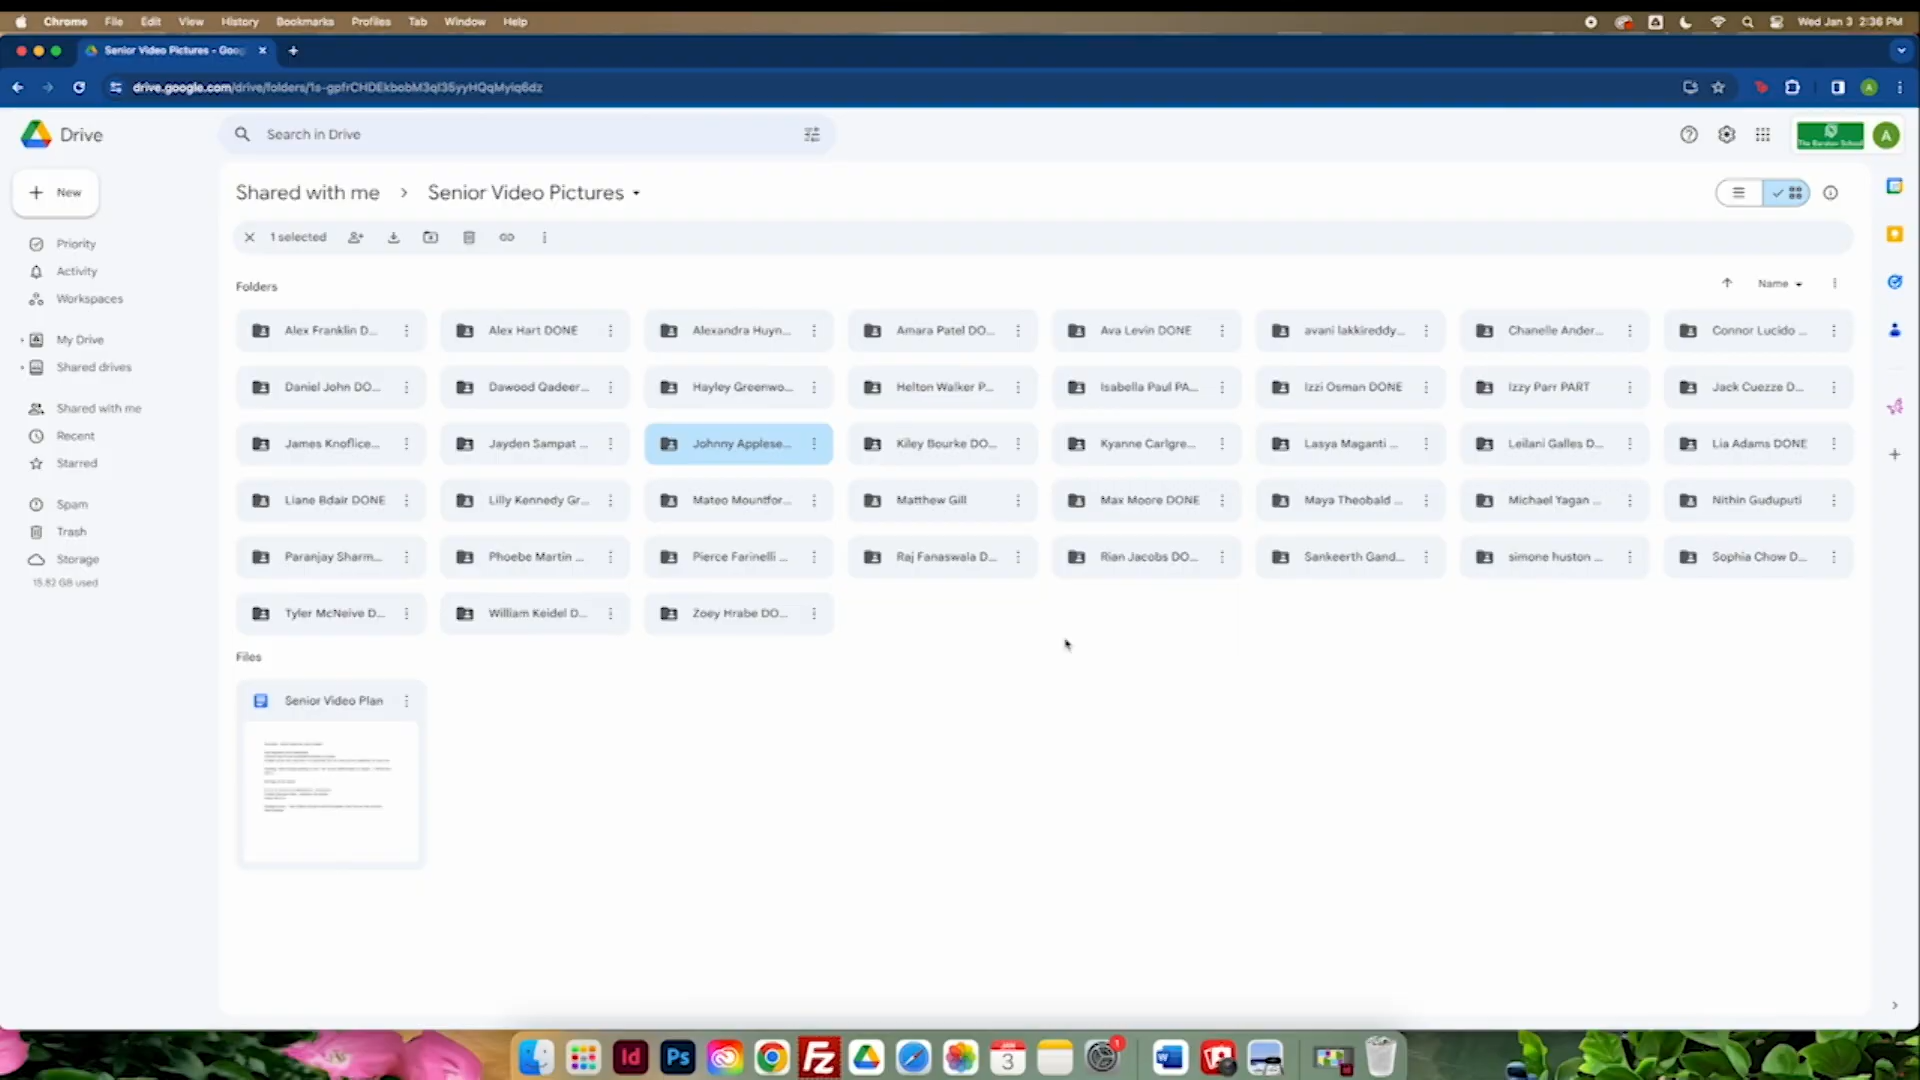 Chrome File Edit View History Bookmarks Profiles Tab Window Help Wed Jan 3 2:36 PM
Senior Video Pictures - Goog
drive.google.com/drive/folders/
Drive Search in Drive A
New
Shared with me > Senior Video Pictures
1 selected
Priority
Activity
Workspaces
My Drive
Shared drives
Shared with me
Recent
Starred
Spam
Trash
Storage
15.82 GB used
Folders Name
Alex Franklin D... Alex Hart DONE Alexandra Huyn... Amara Patel DO... Ava Levin DONE avani lakkireddy... Chanelle Ander... Connor Lucido ...
Daniel John DO... Dawood Qadeer... Hayley Greenwo... Helton Walker P... Isabella Paul PA... Izzi Osman DONE Izzy Parr PART Jack Cuezze D...
James Knoflice... Jayden Sampat ... Johnny Applese... Kiley Bourke DO... Kyanne Carlgre... Lasya Maganti ... Leilani Galles D... Lia Adams DONE
Liane Bdair DONE Lilly Kennedy Gr... Mateo Mountfor... Matthew Gill Max Moore DONE Maya Theobald ... Michael Yagan ... Nithin Guduputi
Paranjay Sharm... Phoebe Martin ... Pierce Farinelli ... Raj Fanaswala D... Rian Jacobs DO... Sankeerth Gand... simone huston ... Sophia Chow D...
Tyler McNeive D... William Keidel D... Zoey Hrabe DO...
Files
Senior Video Plan
Id Ps FZ 3 1 W